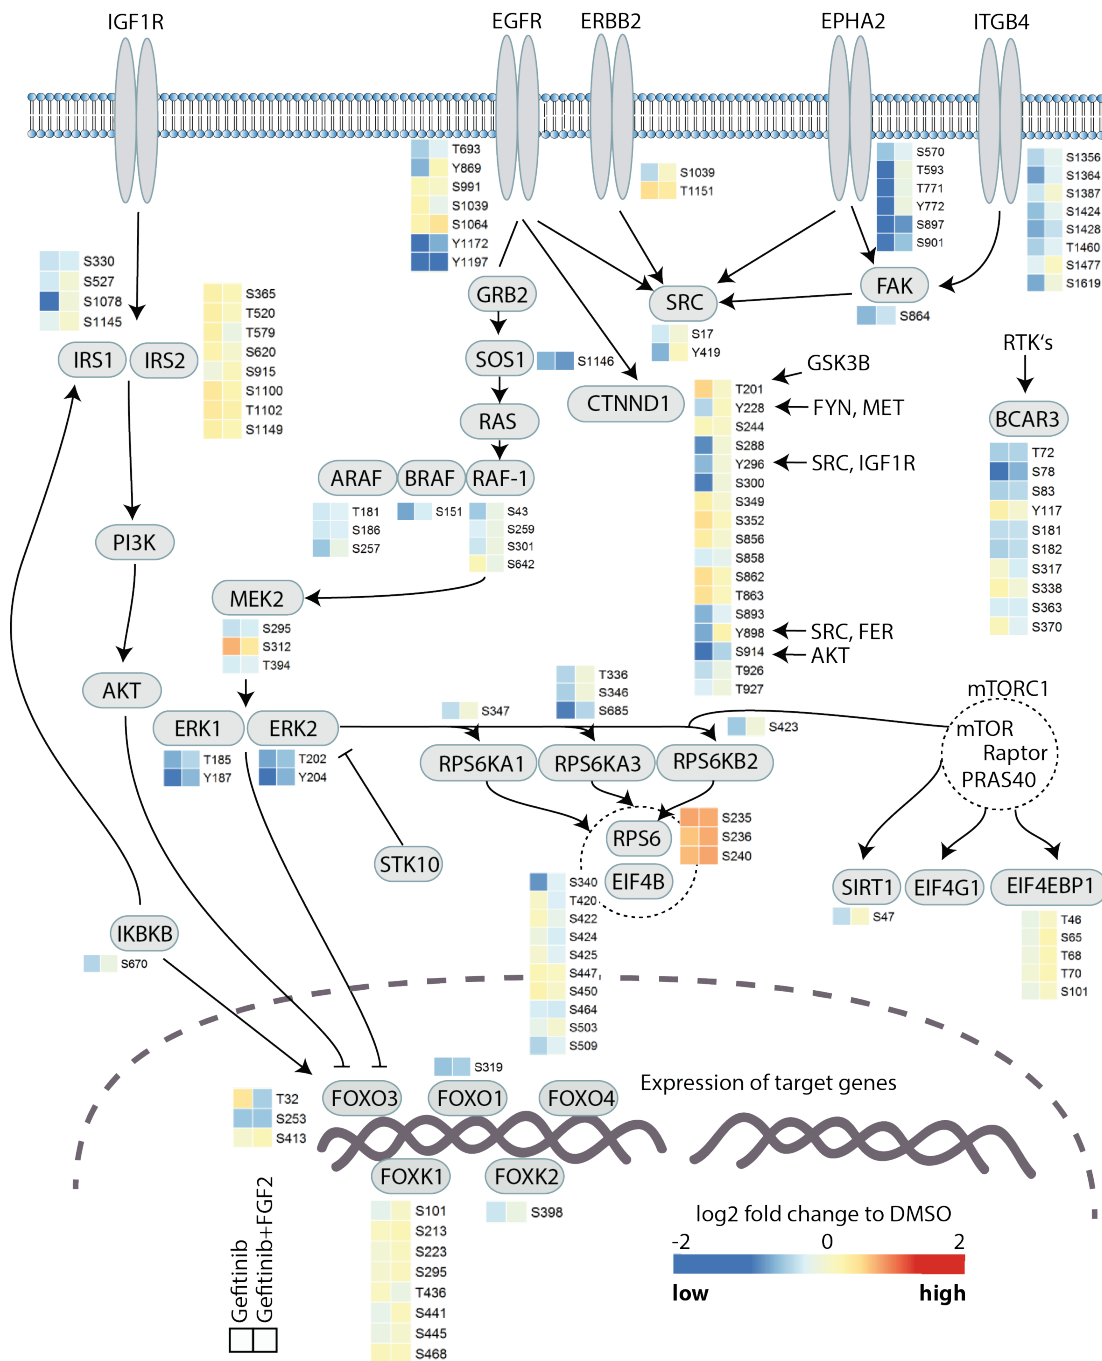 IGF1R
EGFR
ERBB2
EPHA2
ITGB4
T693
Y869
S991
S1039
S1064
Y1172
Y1197
S1039
T1151
S570
T593
T771
Y772
S897
S901
S1356
S1364
S1387
S1424
S1428
T1460
S1477
S1619
S330
S527
S1078
S1145
S365
T520
T579
S620
S915
S1100
T1102
S1149
IRS1
IRS2
GRB2
SOS1
S1146
RAS
ARAF
BRAF
RAF-1
T181
S186
S257
S151
S43
S259
S301
S642
SRC
S17
Y419
FAK
S864
CTNND1
T201
Y228
S244
S288
Y296
S300
S349
S352
S856
S858
S862
T863
S893
Y898
S914
T926
T927
GSK3B
FYN, MET
SRC, IGF1R
SRC, FER
AKT
RTK's
BCAR3
T72
S78
S83
Y117
S181
S182
S317
S338
S363
S370
PI3K
MEK2
S295
S312
T394
AKT
ERK1
ERK2
T185
Y187
T202
Y204
S347
T336
S346
S685
S423
RPS6KA1
RPS6KA3
RPS6KB2
mTORC1
mTOR
Raptor
PRAS40
STK10
RPS6
EIF4B
S235
S236
S240
S340
T420
S422
S424
S425
S447
S450
S464
S503
S509
SIRT1
EIF4G1
EIF4EBP1
S47
T46
S65
T68
T70
S101
IKBKB
S670
S319
FOXO3
FOXO1
FOXO4
T32
S253
S413
Expression of target genes
FOXK1
FOXK2
S101
S213
S223
S295
T436
S441
S445
S468
S398
Gefitinib
Gefitinib+FGF2
log2 fold change to DMSO
-2 0 2
low high